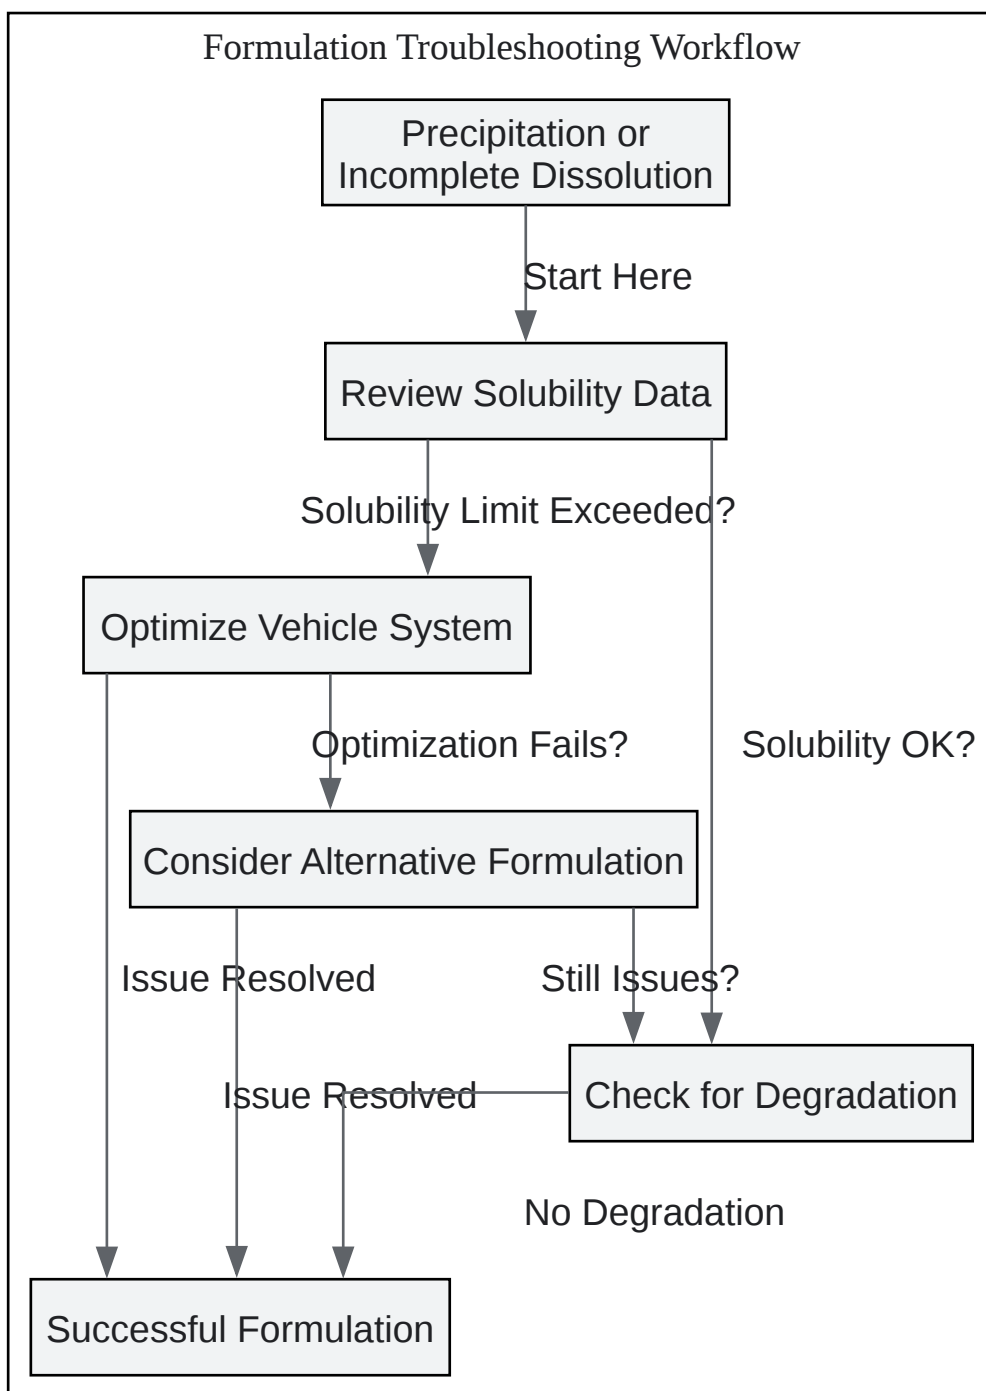 Formulation Troubleshooting Workflow
Precipitation or
Incomplete Dissolution
Start Here
Review Solubility Data
Solubility Limit Exceeded?
Optimize Vehicle System
Optimization Fails?
Solubility OK?
Consider Alternative Formulation
Issue Resolved
Still Issues?
Issue Resolved
Check for Degradation
No Degradation
Successful Formulation